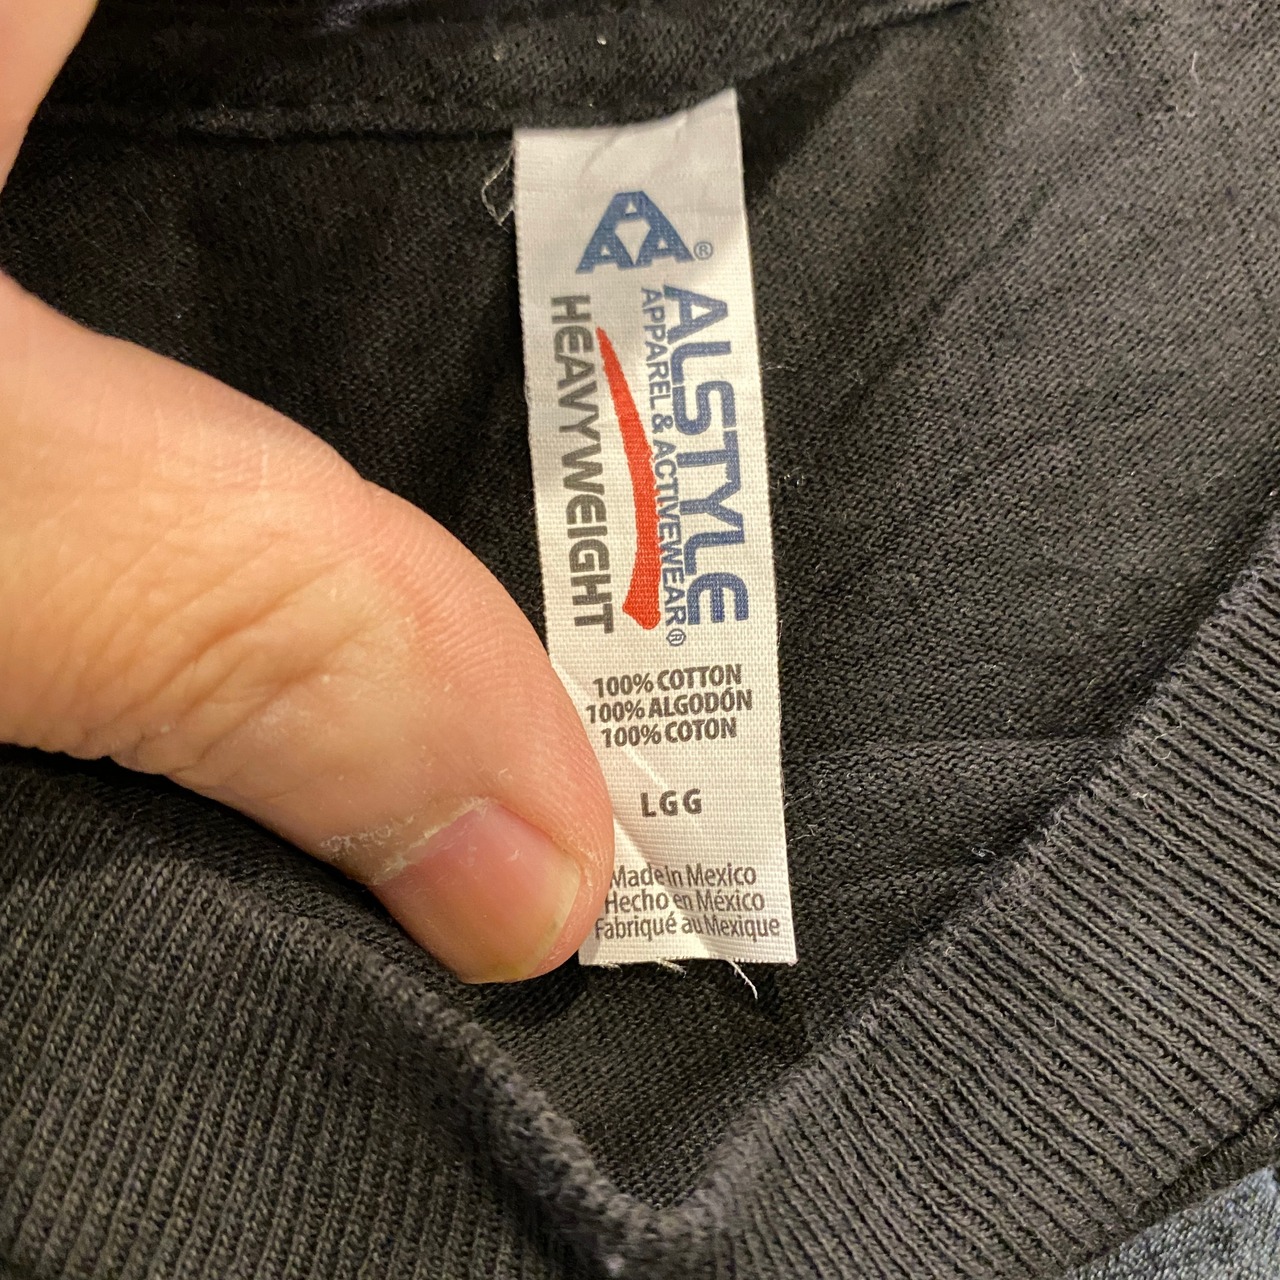 AAA®
ALSTYLE
APPAREL & ACTIVEWEAR®
HEAVYWEIGHT
100% COTTON
100% ALGODÓN
100% COTON
LGG
Made In Mexico
Hecho en México
Fabriqué au Mexique